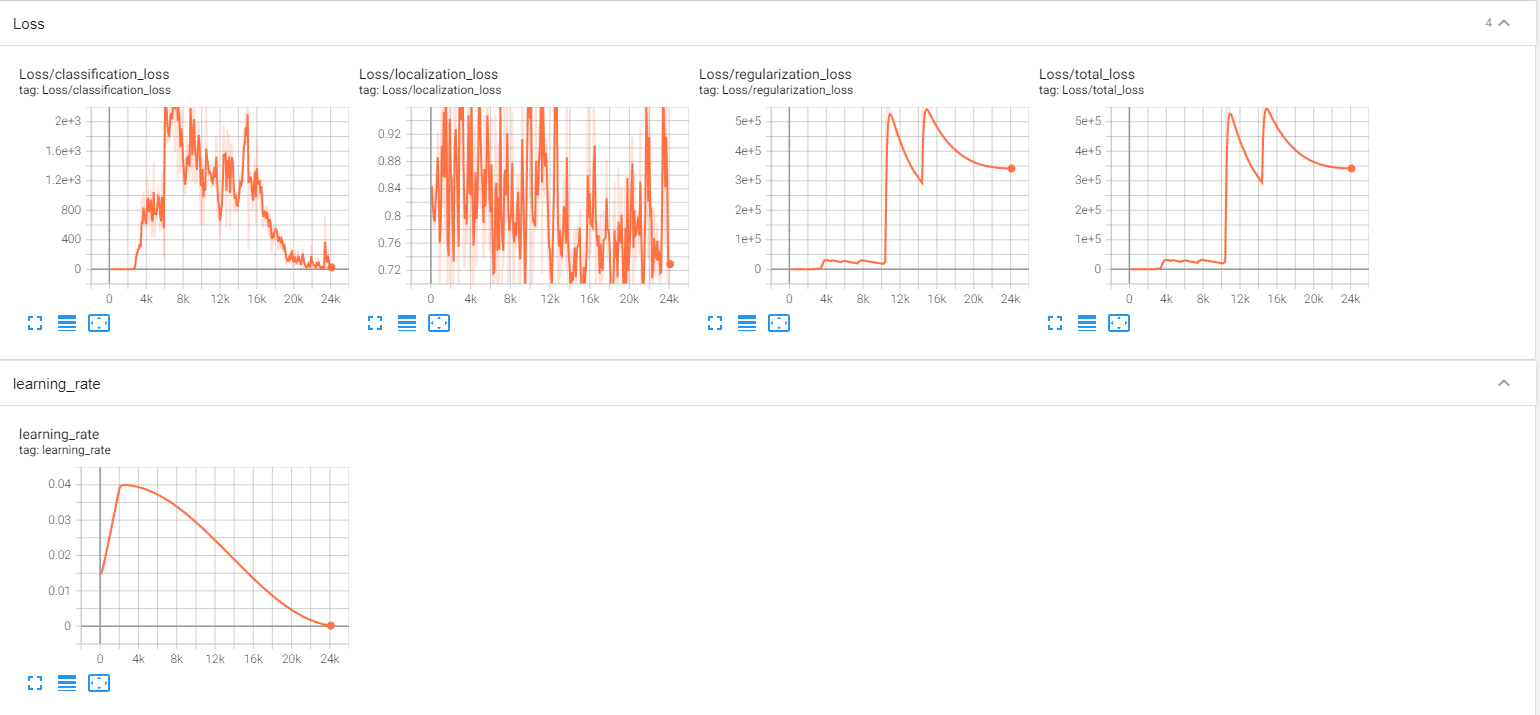 Loss
4
Loss/classification_loss
tag: Loss/classification_loss
2e+3
1.6e+3
1.2e+3
800
400
0
0 4k 8k 12k 16k 20k 24k
Loss/localization_loss
tag: Loss/localization_loss
0.92
0.88
0.84
0.8
0.76
0.72
0 4k 8k 12k 16k 20k 24k
Loss/regularization_loss
tag: Loss/regularization_loss
5e+5
4e+5
3e+5
2e+5
1e+5
0
0 4k 8k 12k 16k 20k 24k
Loss/total_loss
tag: Loss/total_loss
5e+5
4e+5
3e+5
2e+5
1e+5
0
0 4k 8k 12k 16k 20k 24k
learning_rate
learning_rate
tag: learning_rate
0.04
0.03
0.02
0.01
0
0 4k 8k 12k 16k 20k 24k